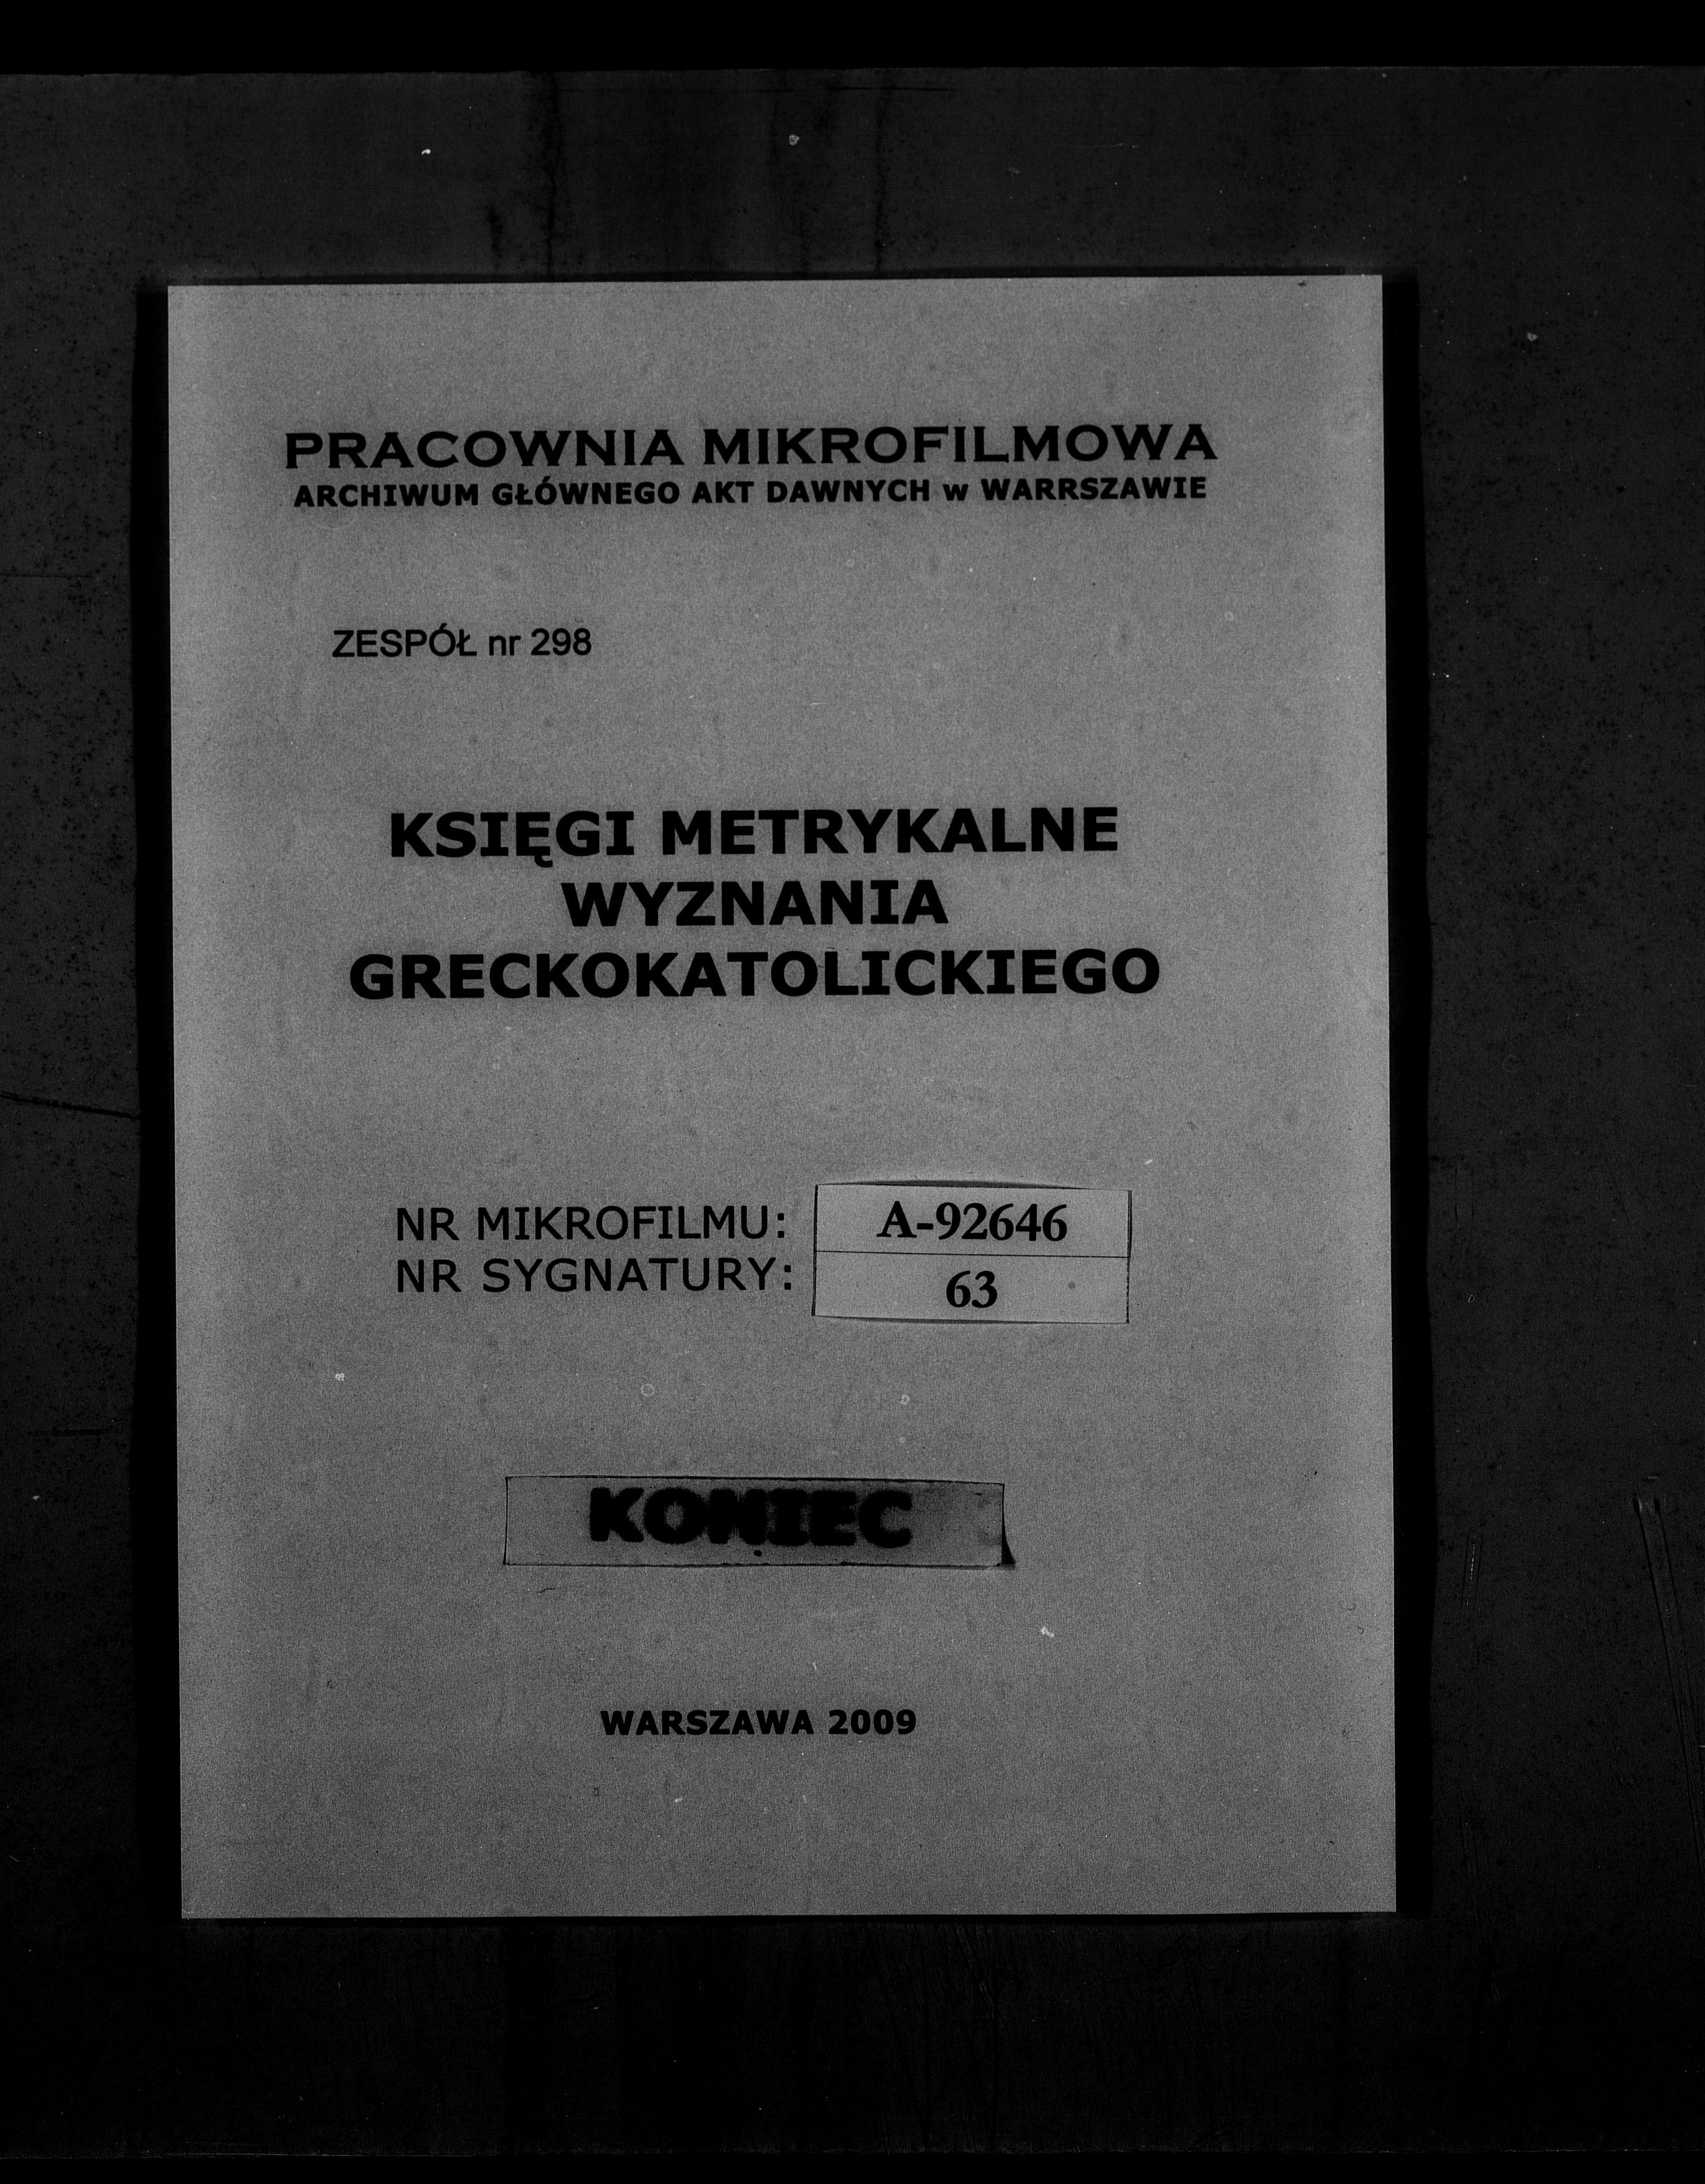 PRACOWNIA MIKROFILMOWA
ARCHIWUM GŁÓWNEGO AKT DAWNYCH w WARRSZAWIE
ZESPÓŁ nr 298
KSIĘGI METRYKALNE
WYZNANIA
GRECKOKATOLICKIEGO
NR MIKROFILMU: A-92646
NR SYGNATURY: 63
KONIEC
WARSZAWA 2009